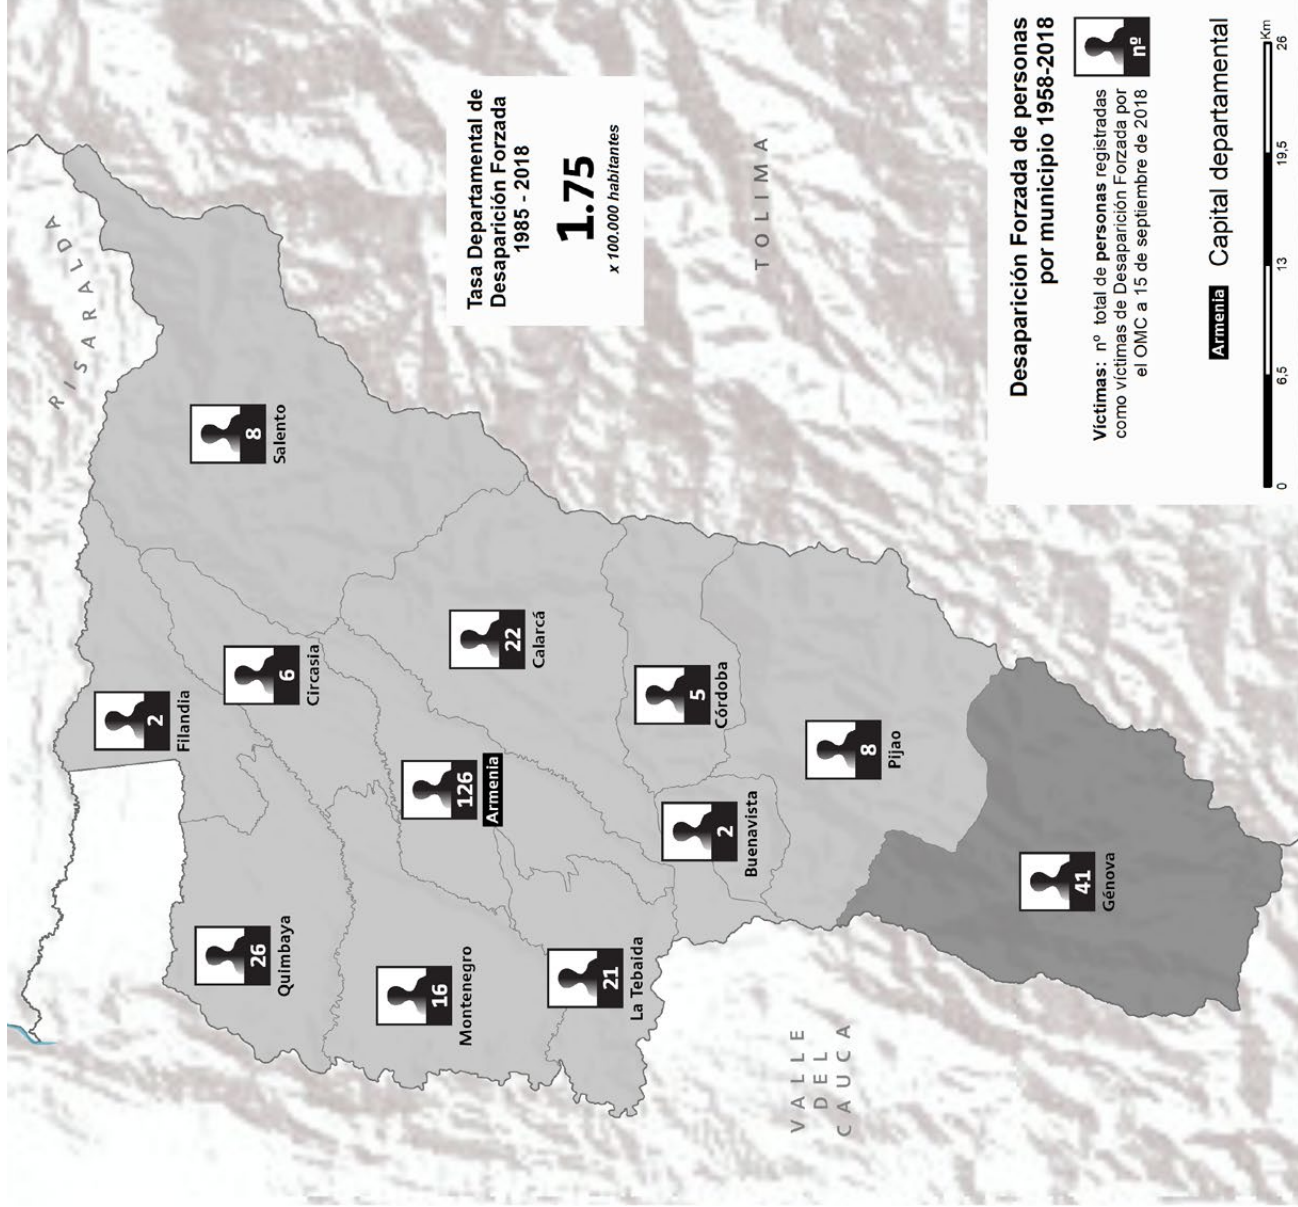 RISARALDA
2
Filandia
8
Salento
6
Circasia
26
Quimbaya
126
Armenia
22
Calarcá
16
Montenegro
21
La Tebaida
5
Córdoba
2
Buenavista
8
Pijao
41
Génova
TOLIMA
VALLE
DEL
CAUCA
Tasa Departamental de
Desaparición Forzada
1985 - 2018
1.75
x 100.000 habitantes
Desaparición Forzada de personas
por municipio 1958-2018
Víctimas: nº total de personas registradas
como víctimas de Desaparición Forzada por
el OMC a 15 de septiembre de 2018
nº
Armenia Capital departamental
0 6,5 13 19,5 26 Km